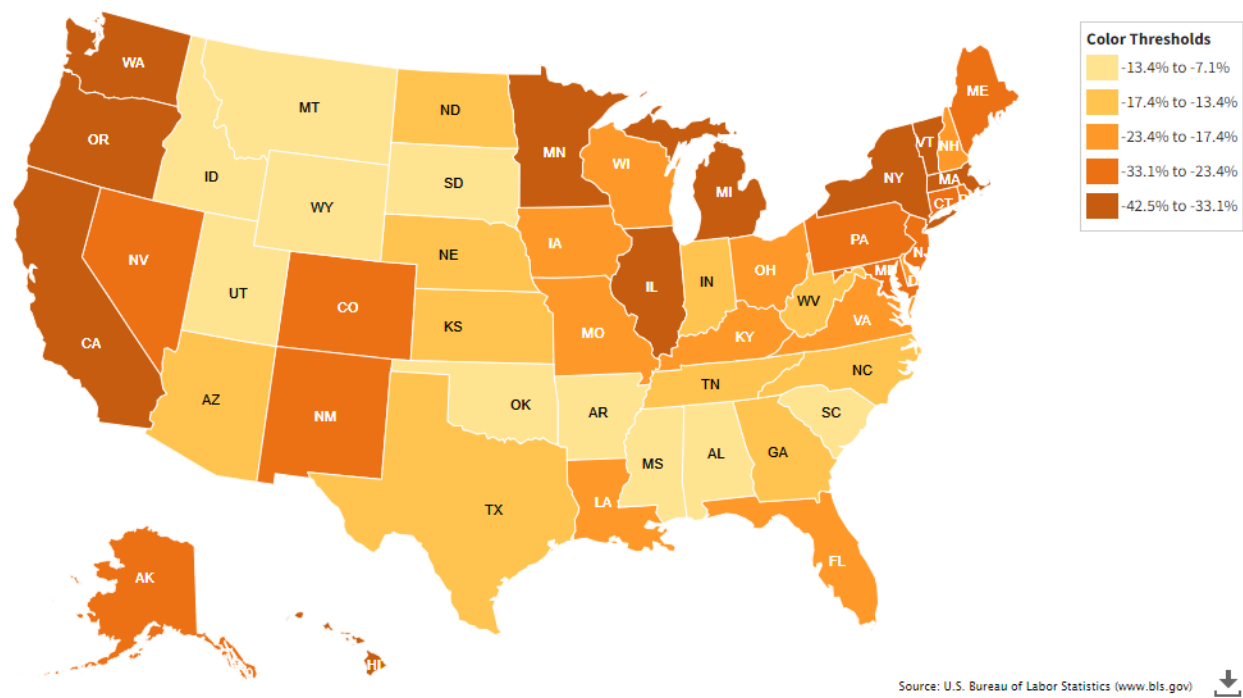 Color Thresholds
-13.4% to -7.1%
-17.4% to -13.4%
-23.4% to -17.4%
-33.1% to -23.4%
-42.5% to -33.1%
WA
ME
MT
ND
OR
MN
VT
NH
ID
WI
SD
MA
NY
MI
WY
CT
IA
PA
NV
NE
OH
IN
IL
UT
CO
WV
KS
VA
MO
KY
CA
NC
TN
AZ
OK
AR
NM
SC
GA
MS
AL
LA
TX
FL
AK
HI
Source: U.S. Bureau of Labor Statistics (www.bls.gov)